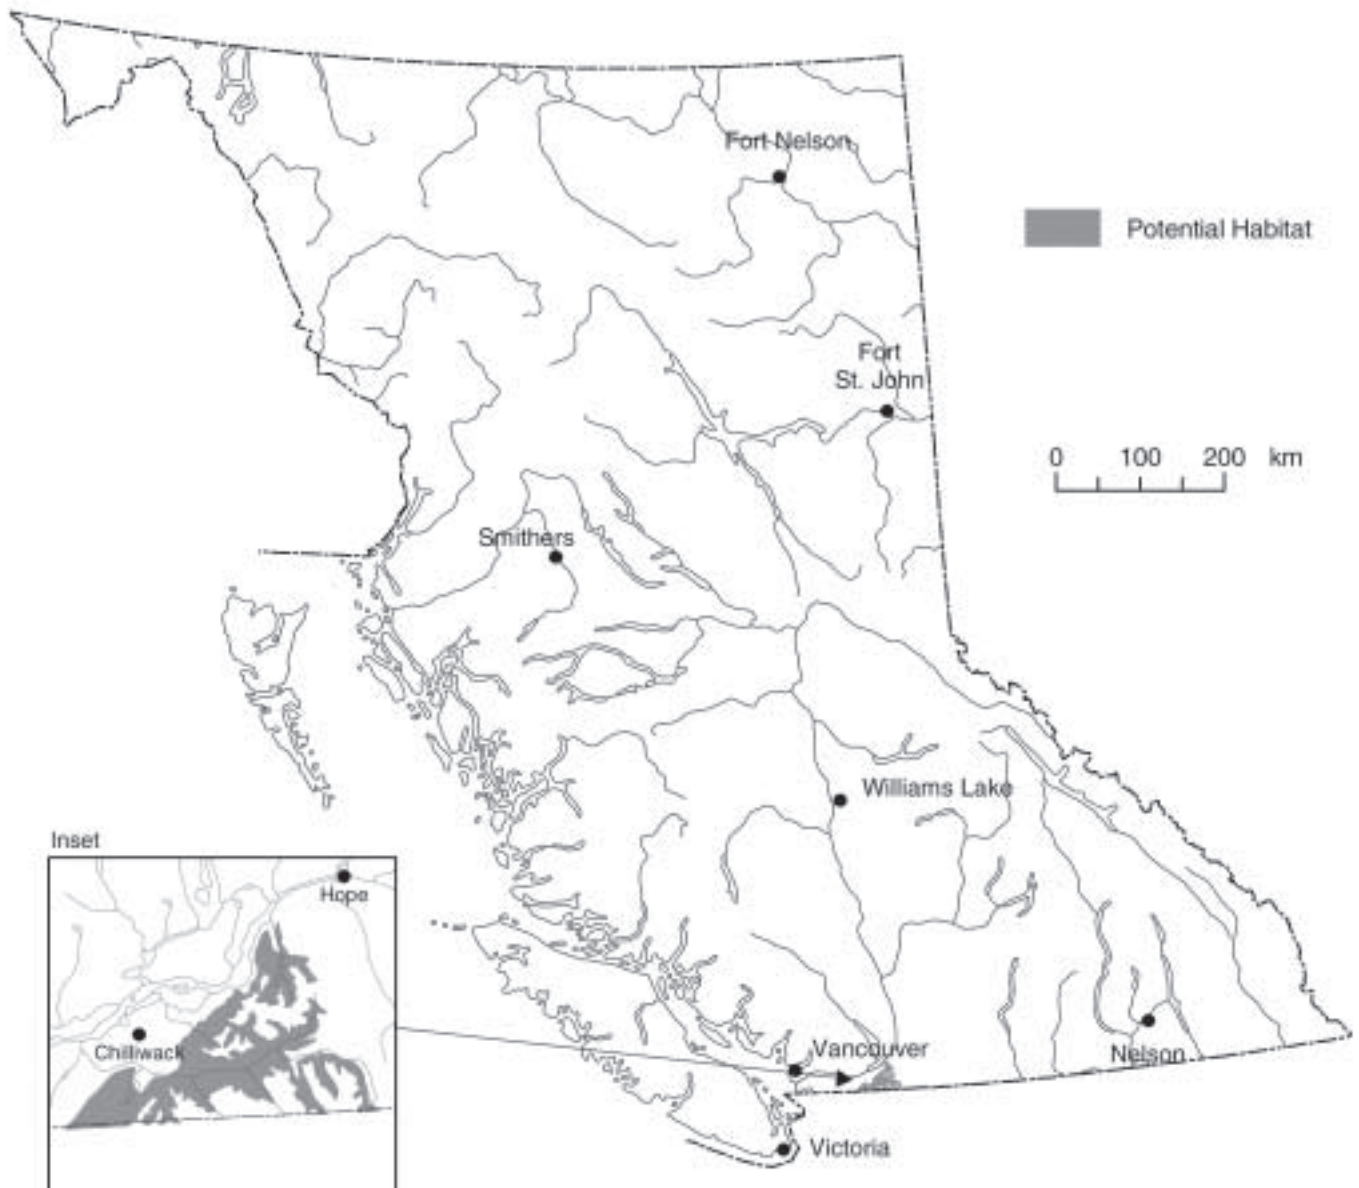 Fort Nelson
Potential Habitat
Fort
St. John
0 100 200 km
Smithers
Williams Lake
Inset
Hope
Chilliwack
Vancouver
Nelson
Victoria